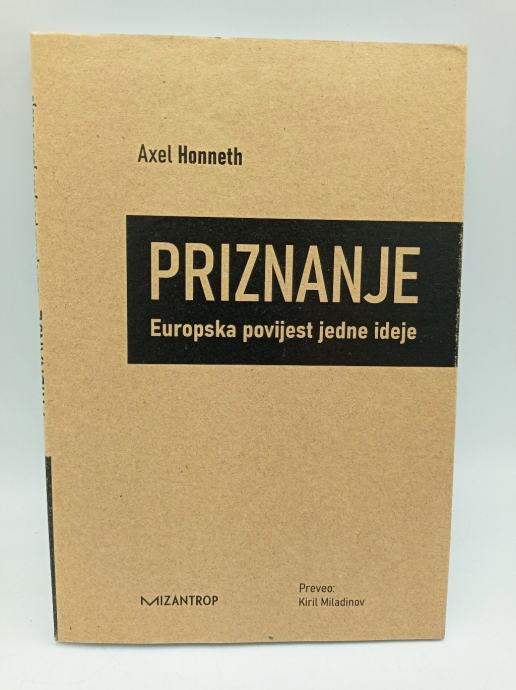 Axel Honneth
PRIZNANJE
Europska povijest jedne ideje
MIZANTROP
Preveo:
Kiril Miladinov